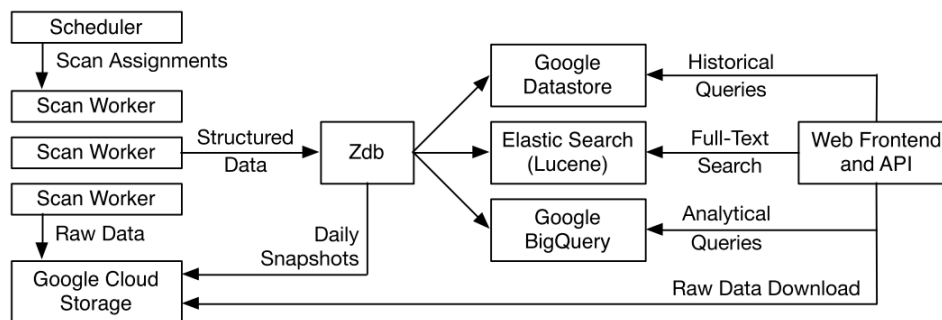 Scheduler
Scan Assignments
Scan Worker
Scan Worker
Scan Worker
Raw Data
Google Cloud
Storage
Structured
Data
Zdb
Daily
Snapshots
Google
Datastore
Elastic Search
(Lucene)
Google
BigQuery
Historical
Queries
Full-Text
Search
Analytical
Queries
Web Frontend
and API
Raw Data Download